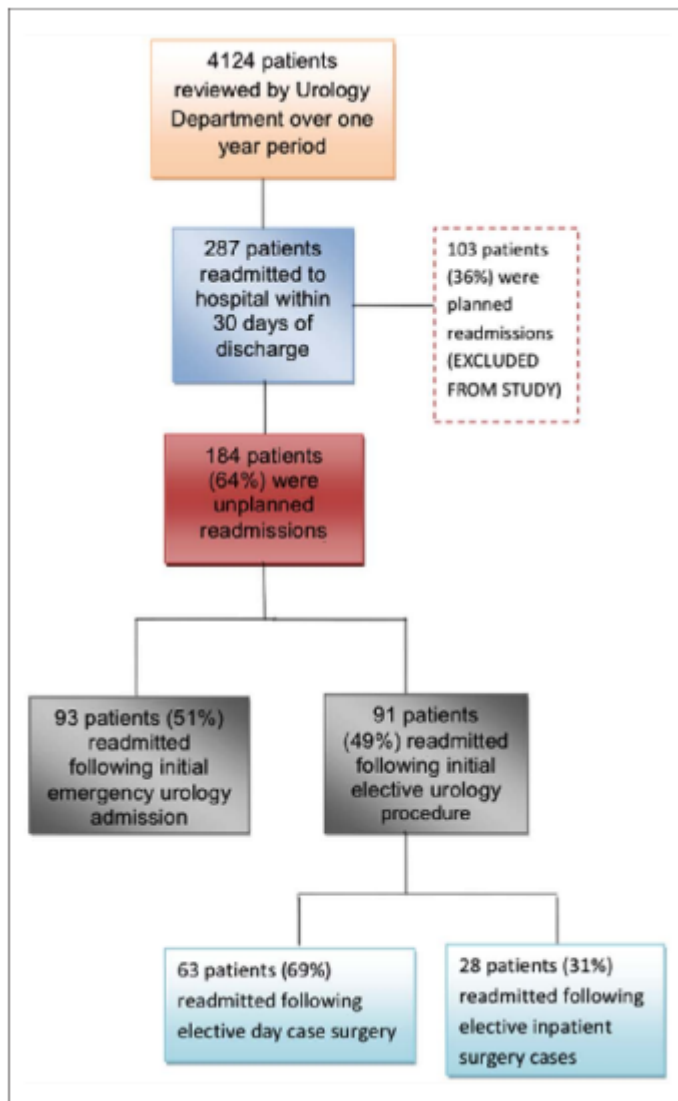 4124 patients
reviewed by Urology
Department over one
year period
287 patients
readmitted to
hospital within
30 days of
discharge
103 patients
(36%) were
planned
readmissions
(EXCLUDED
FROM STUDY)
184 patients
(64%) were
unplanned
readmissions
93 patients (51%)
readmitted
following initial
emergency urology
admission
91 patients
(49%) readmitted
following initial
elective urology
procedure
63 patients (69%)
readmitted following
elective day case surgery
28 patients (31%)
readmitted following
elective inpatient
surgery cases